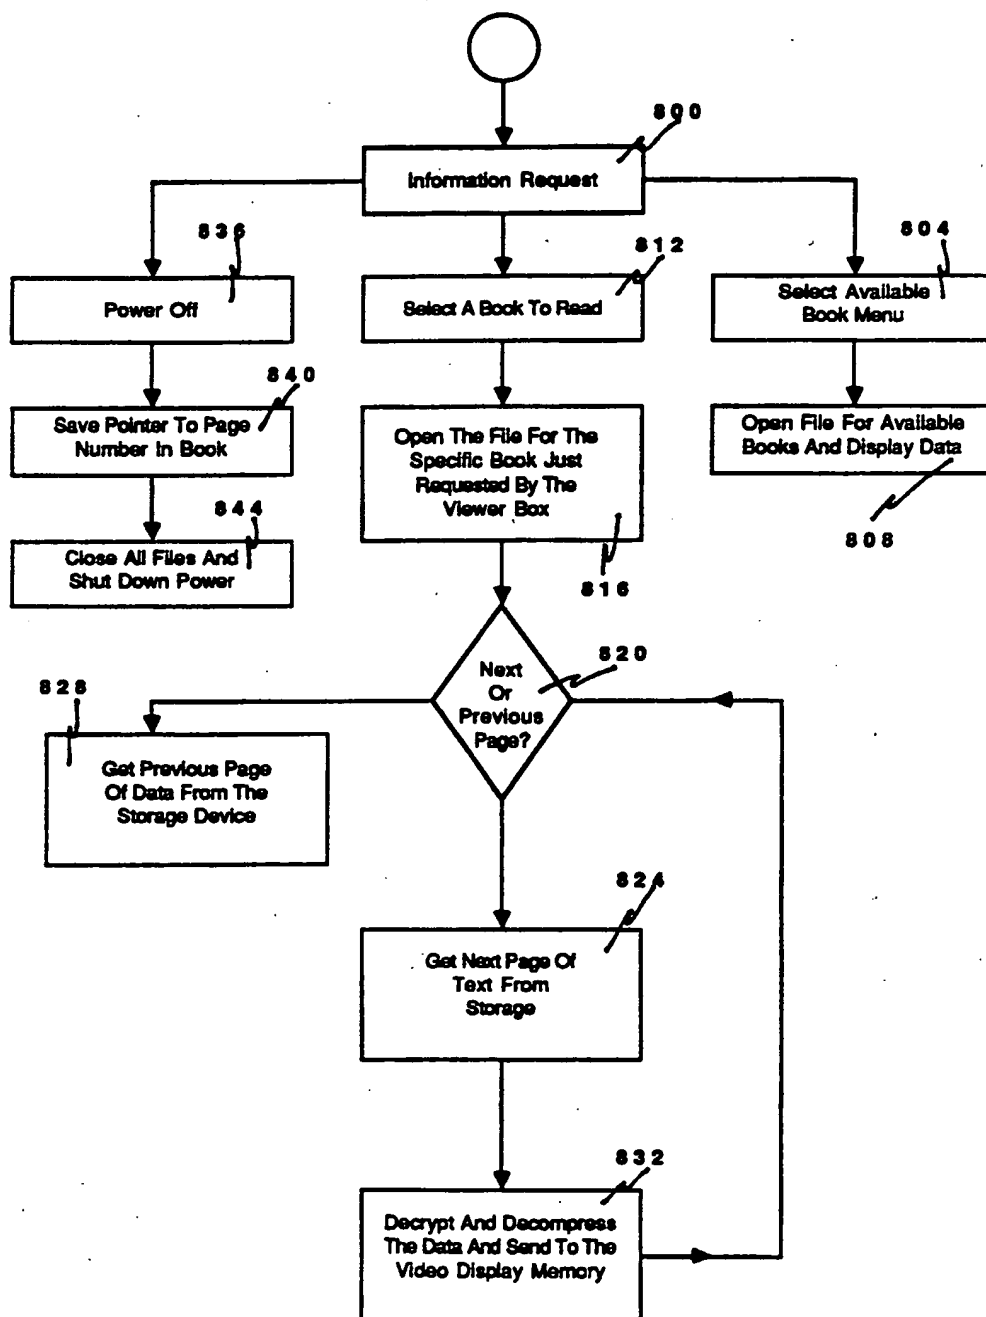 800
Information Request
836
812
804
Power Off
Select A Book To Read
Select Available
Book Menu
840
Save Pointer To Page
Number In Book
Open The File For The
Specific Book Just
Requested By The
Viewer Box
Open File For Available
Books And Display Data
844
808
Close All Files And
Shut Down Power
816
820
Next
Or
Previous
Page?
828
Get Previous Page
Of Data From The
Storage Device
824
Get Next Page Of
Text From
Storage
832
Decrypt And Decompress
The Data And Send To The
Video Display Memory